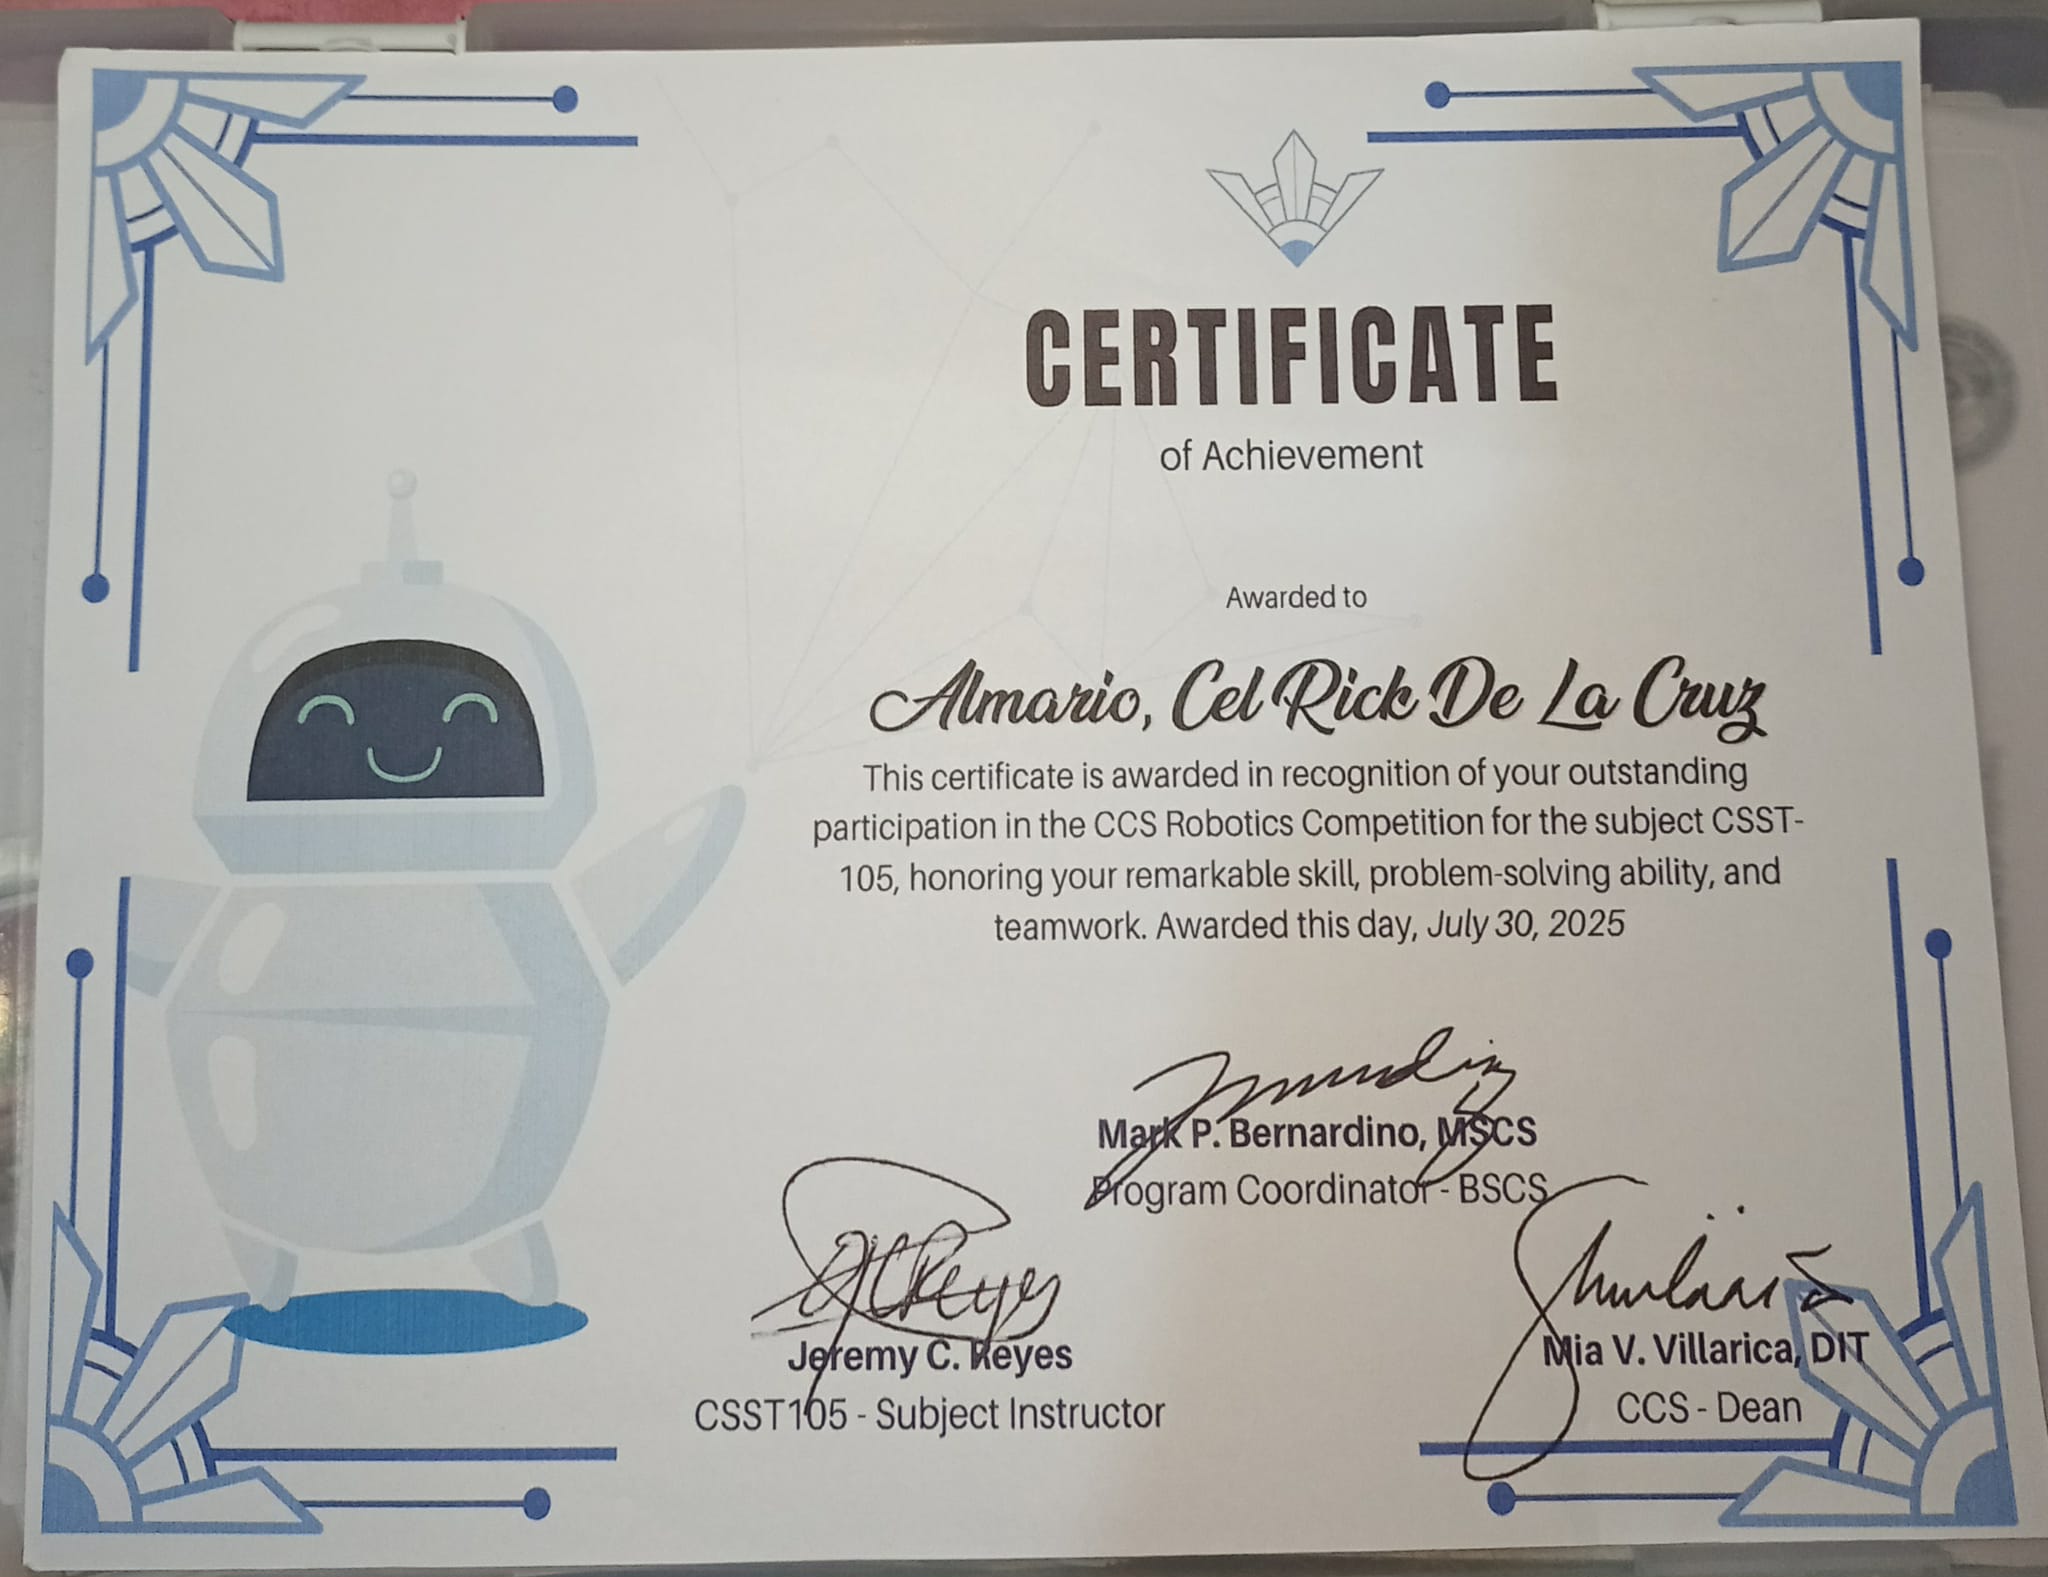 CERTIFICATE
of Achievement
Awarded to
Almario, Cel Rick De La Cruz
This certificate is awarded in recognition of your outstanding
participation in the CCS Robotics Competition for the subject CSST-
105, honoring your remarkable skill, problem-solving ability, and
teamwork. Awarded this day, July 30, 2025
Mark P. Bernardino, MSCS
Program Coordinator - BSCS
JCReyes
Jeremy C. Reyes
CSST105 - Subject Instructor
Mia V. Villarica, DIT
CCS - Dean